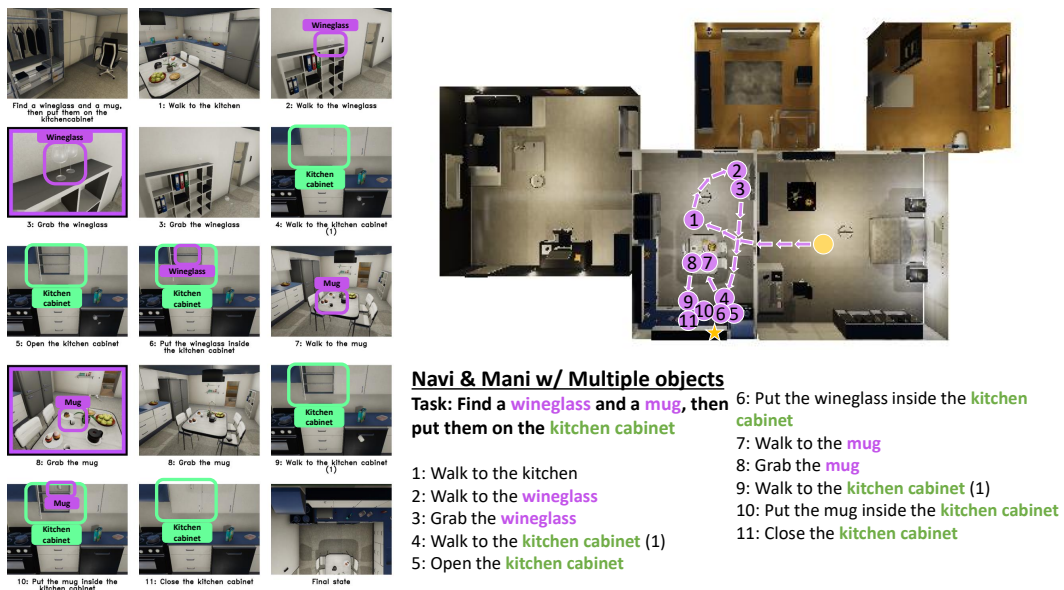 Wineglass
Find a wineglass and a mug,
then put them on the
kitchencabinet
1: Walk to the kitchen
2: Walk to the wineglass
Wineglass
Kitchen
cabinet
3: Grab the wineglass
3: Grab the wineglass
4: Walk to the kitchen cabinet
(1)
Kitchen
cabinet
Wineglass
Kitchen
cabinet
Mug
5: Open the kitchen cabinet
6: Put the wineglass inside
the kitchen cabinet
7: Walk to the mug
Mug
Kitchen
cabinet
8: Grab the mug
8: Grab the mug
9: Walk to the kitchen cabinet
(1)
Mug
Kitchen
cabinet
Kitchen
cabinet
10: Put the mug inside the
kitchen cabinet
11: Close the kitchen cabinet
Final state
2
3
1
8
7
9
4
10
6
5
11
Navi & Mani w/ Multiple objects
Task: Find a wineglass and a mug, then
put them on the kitchen cabinet
1: Walk to the kitchen
2: Walk to the wineglass
3: Grab the wineglass
4: Walk to the kitchen cabinet (1)
5: Open the kitchen cabinet
6: Put the wineglass inside the kitchen
cabinet
7: Walk to the mug
8: Grab the mug
9: Walk to the kitchen cabinet (1)
10: Put the mug inside the kitchen cabinet
11: Close the kitchen cabinet